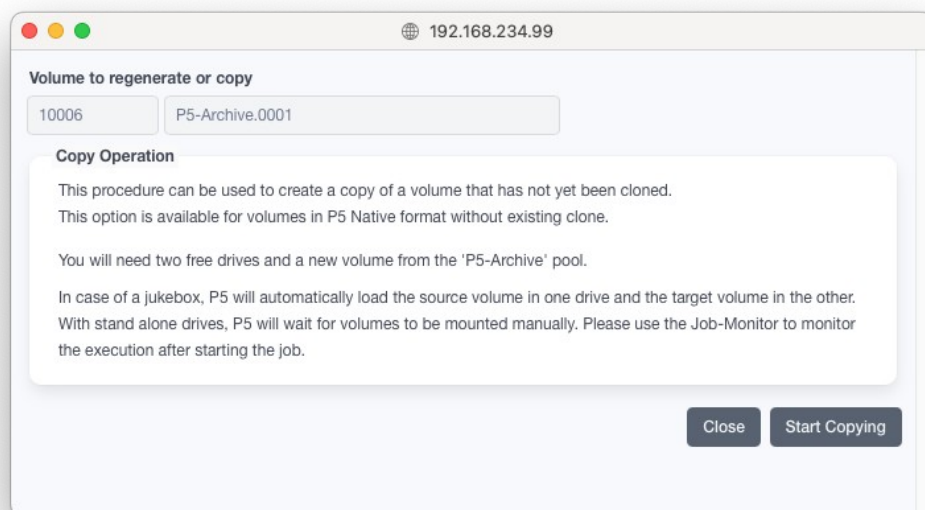 192.168.234.99
Volume to regenerate or copy
10006
P5-Archive.0001
Copy Operation
This procedure can be used to create a copy of a volume that has not yet been cloned.
This option is available for volumes in P5 Native format without existing clone.
You will need two free drives and a new volume from the 'P5-Archive' pool.
In case of a jukebox, P5 will automatically load the source volume in one drive and the target volume in the other.
With stand alone drives, P5 will wait for volumes to be mounted manually. Please use the Job-Monitor to monitor
the execution after starting the job.
Close
Start Copying